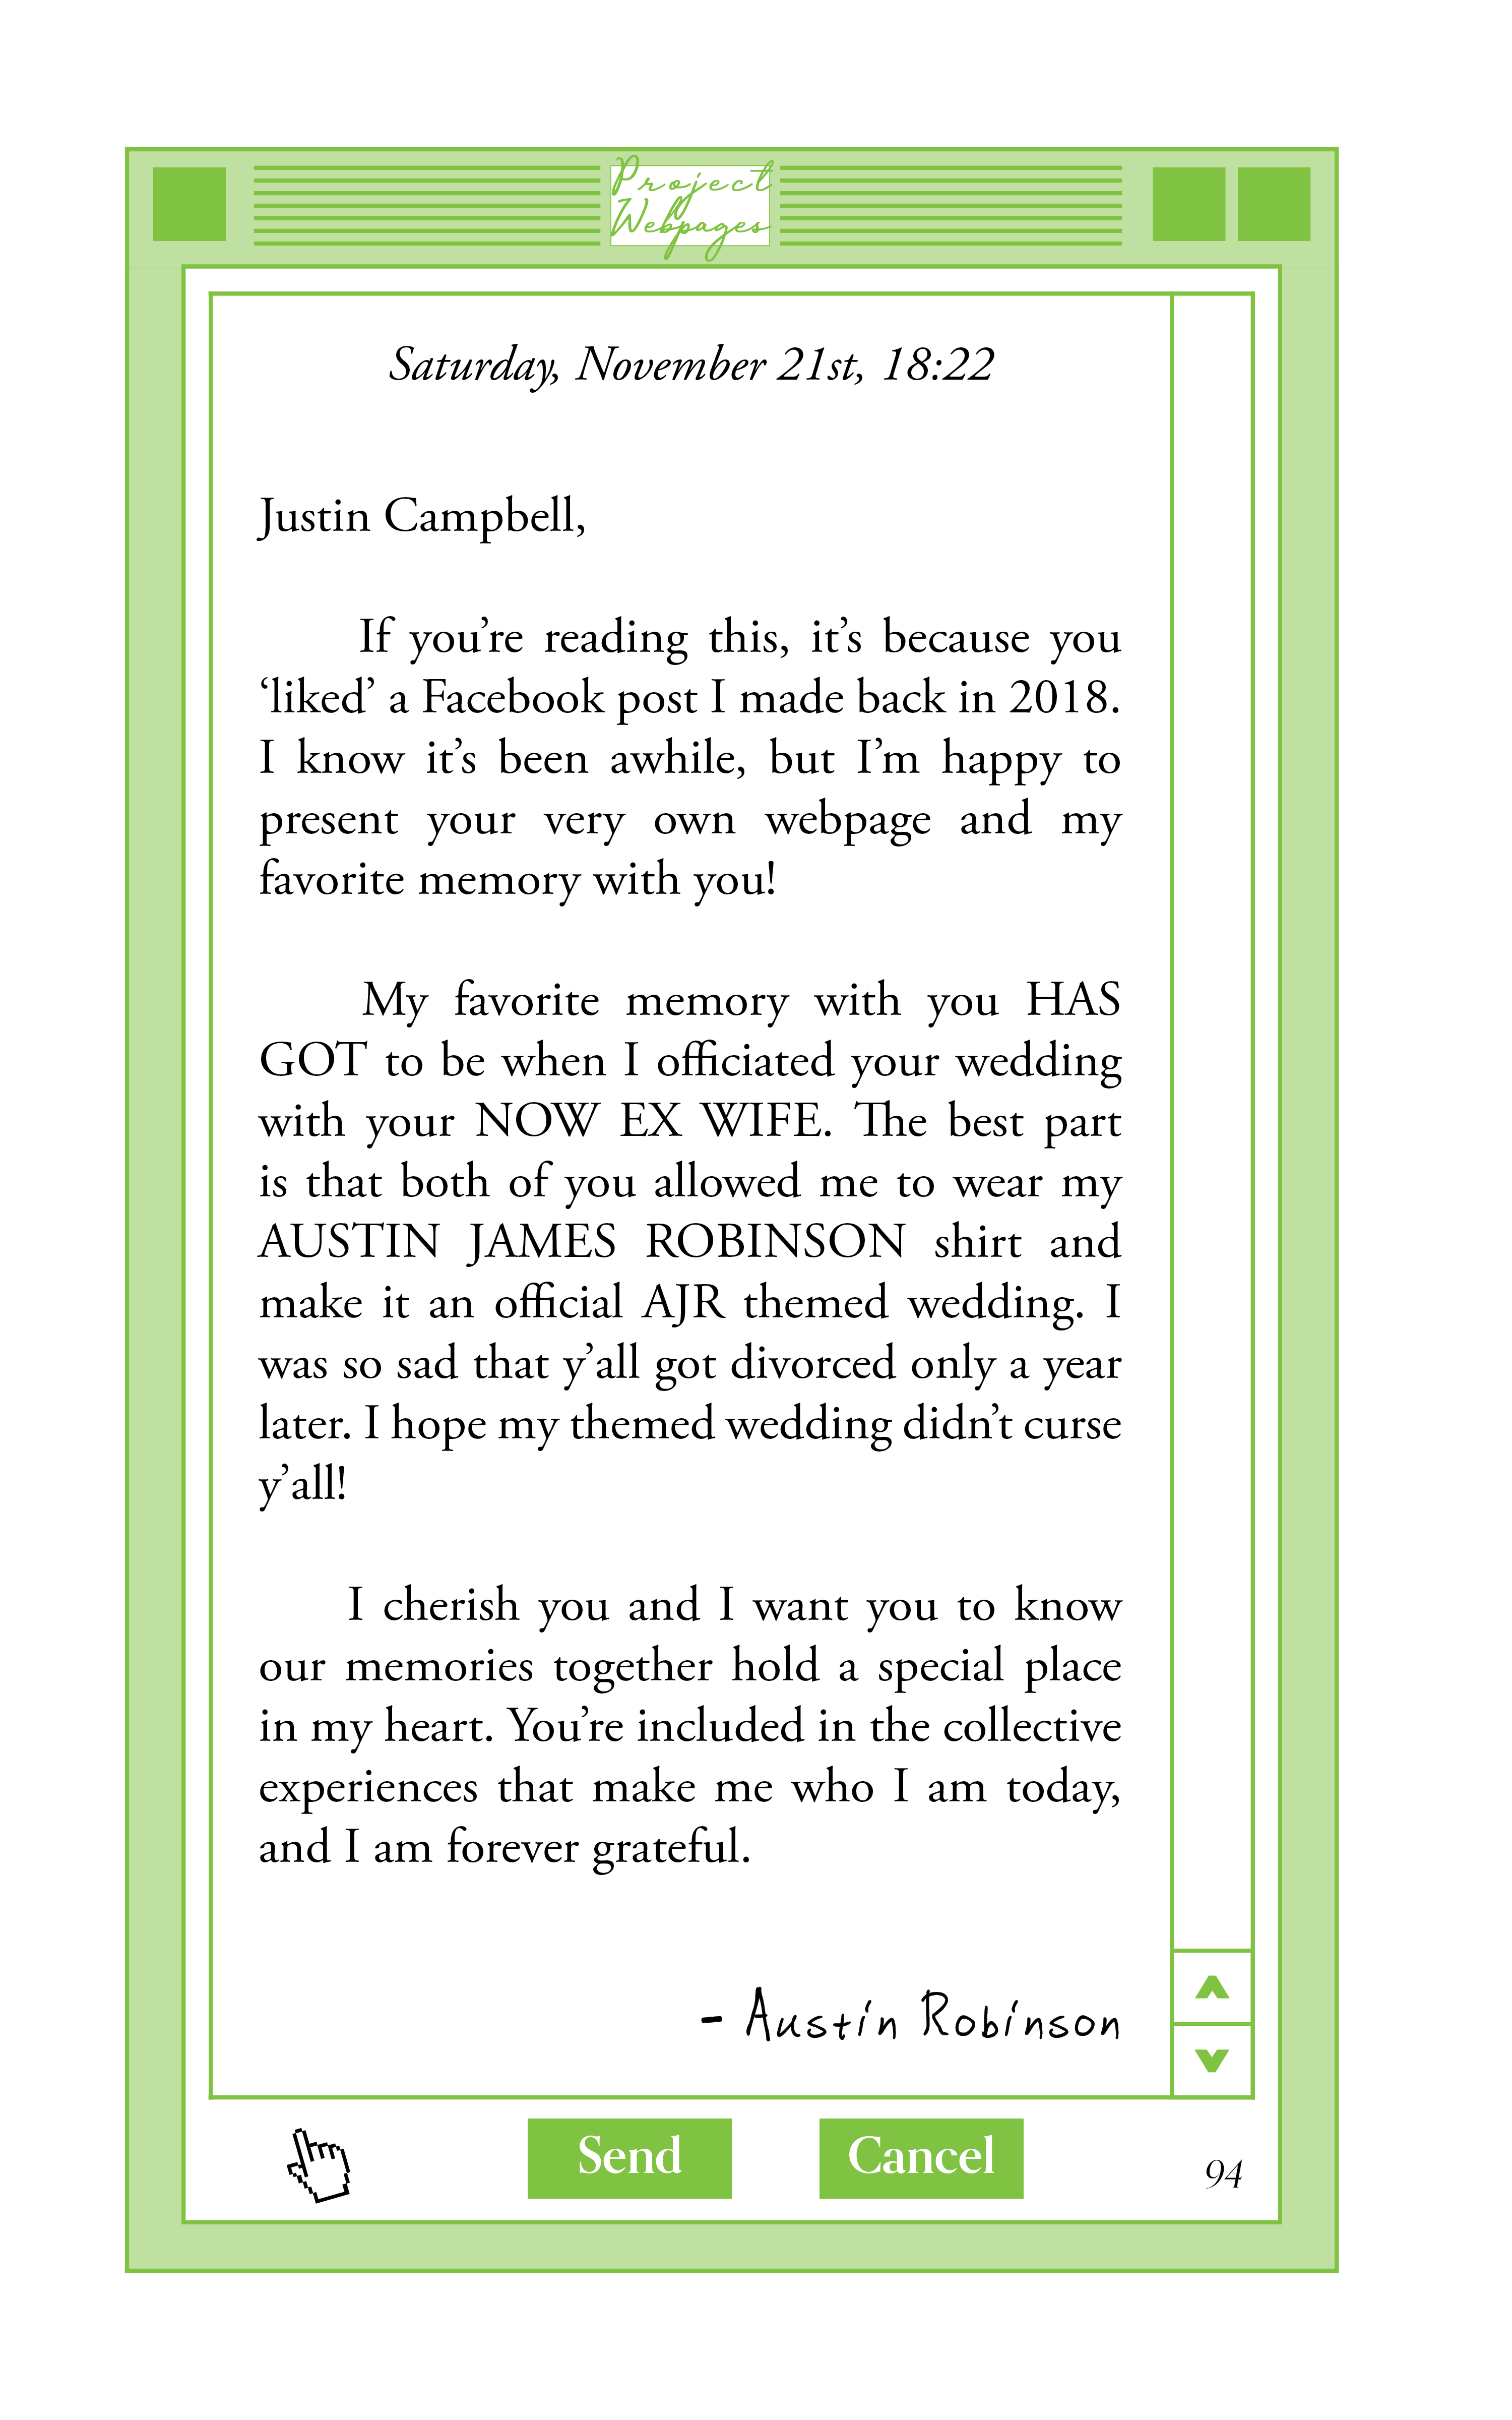 Project
Webpages
Saturday, November 21st, 18:22
Justin Campbell,
If you’re reading this, it’s because you
‘liked’ a Facebook post I made back in 2018.
I know it’s been awhile, but I’m happy to
present your very own webpage and my
favorite memory with you!
My favorite memory with you HAS
GOT to be when I officiated your wedding
with your NOW EX WIFE. The best part
is that both of you allowed me to wear my
AUSTIN JAMES ROBINSON shirt and
make it an official AJR themed wedding. I
was so sad that y’all got divorced only a year
later. I hope my themed wedding didn’t curse
y’all!
I cherish you and I want you to know
our memories together hold a special place
in my heart. You’re included in the collective
experiences that make me who I am today,
and I am forever grateful.
- Austin Robinson
Send Cancel
94